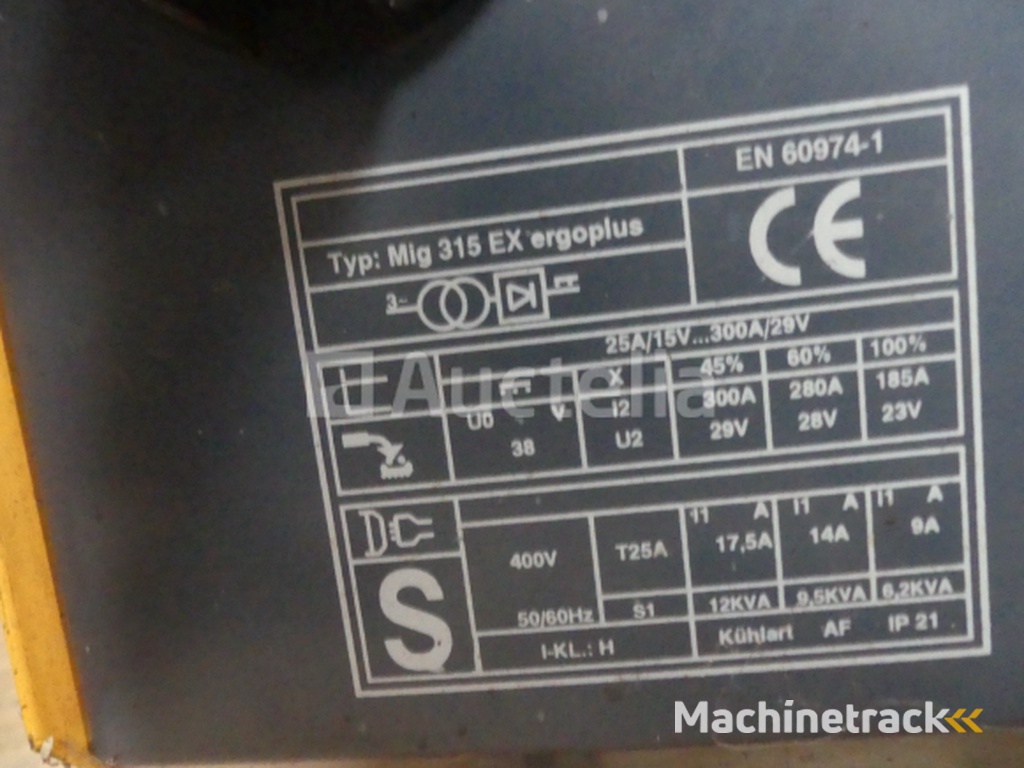 EN 60974-1
CE
Typ: Mig 315 EX ergoplus
3~
25A/15V...300A/29V
X 45% 60% 100%
U0 V I2 300A 280A 185A
38 U2 29V 28V 23V
Auctelia
I1 A I1 A I1 A
400V T25A 17,5A 14A 9A
50/60Hz S1 12KVA 9,5KVA 6,2KVA
S
I-KL.: H Kühlart AF IP 21
Machinetrack